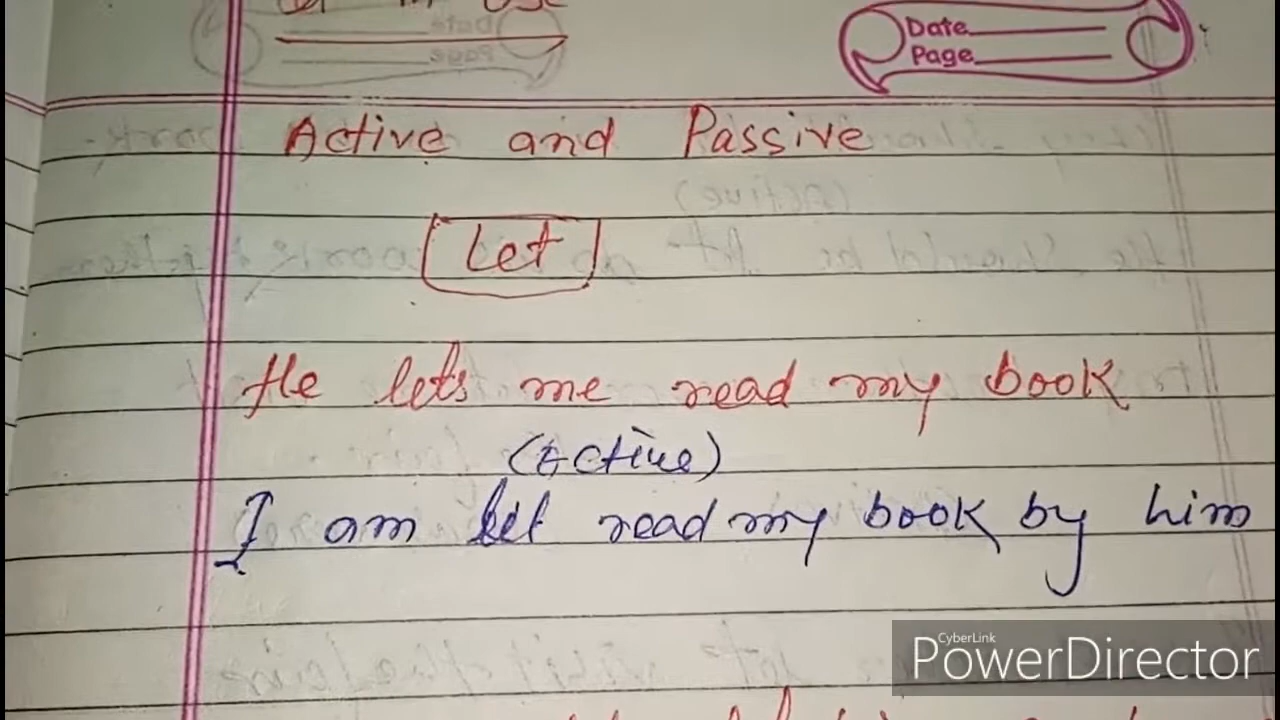 Date
Page
Active and Passive
Let
He lets me read my book
(Active)
I am let read my book by him
CyberLink
PowerDirector